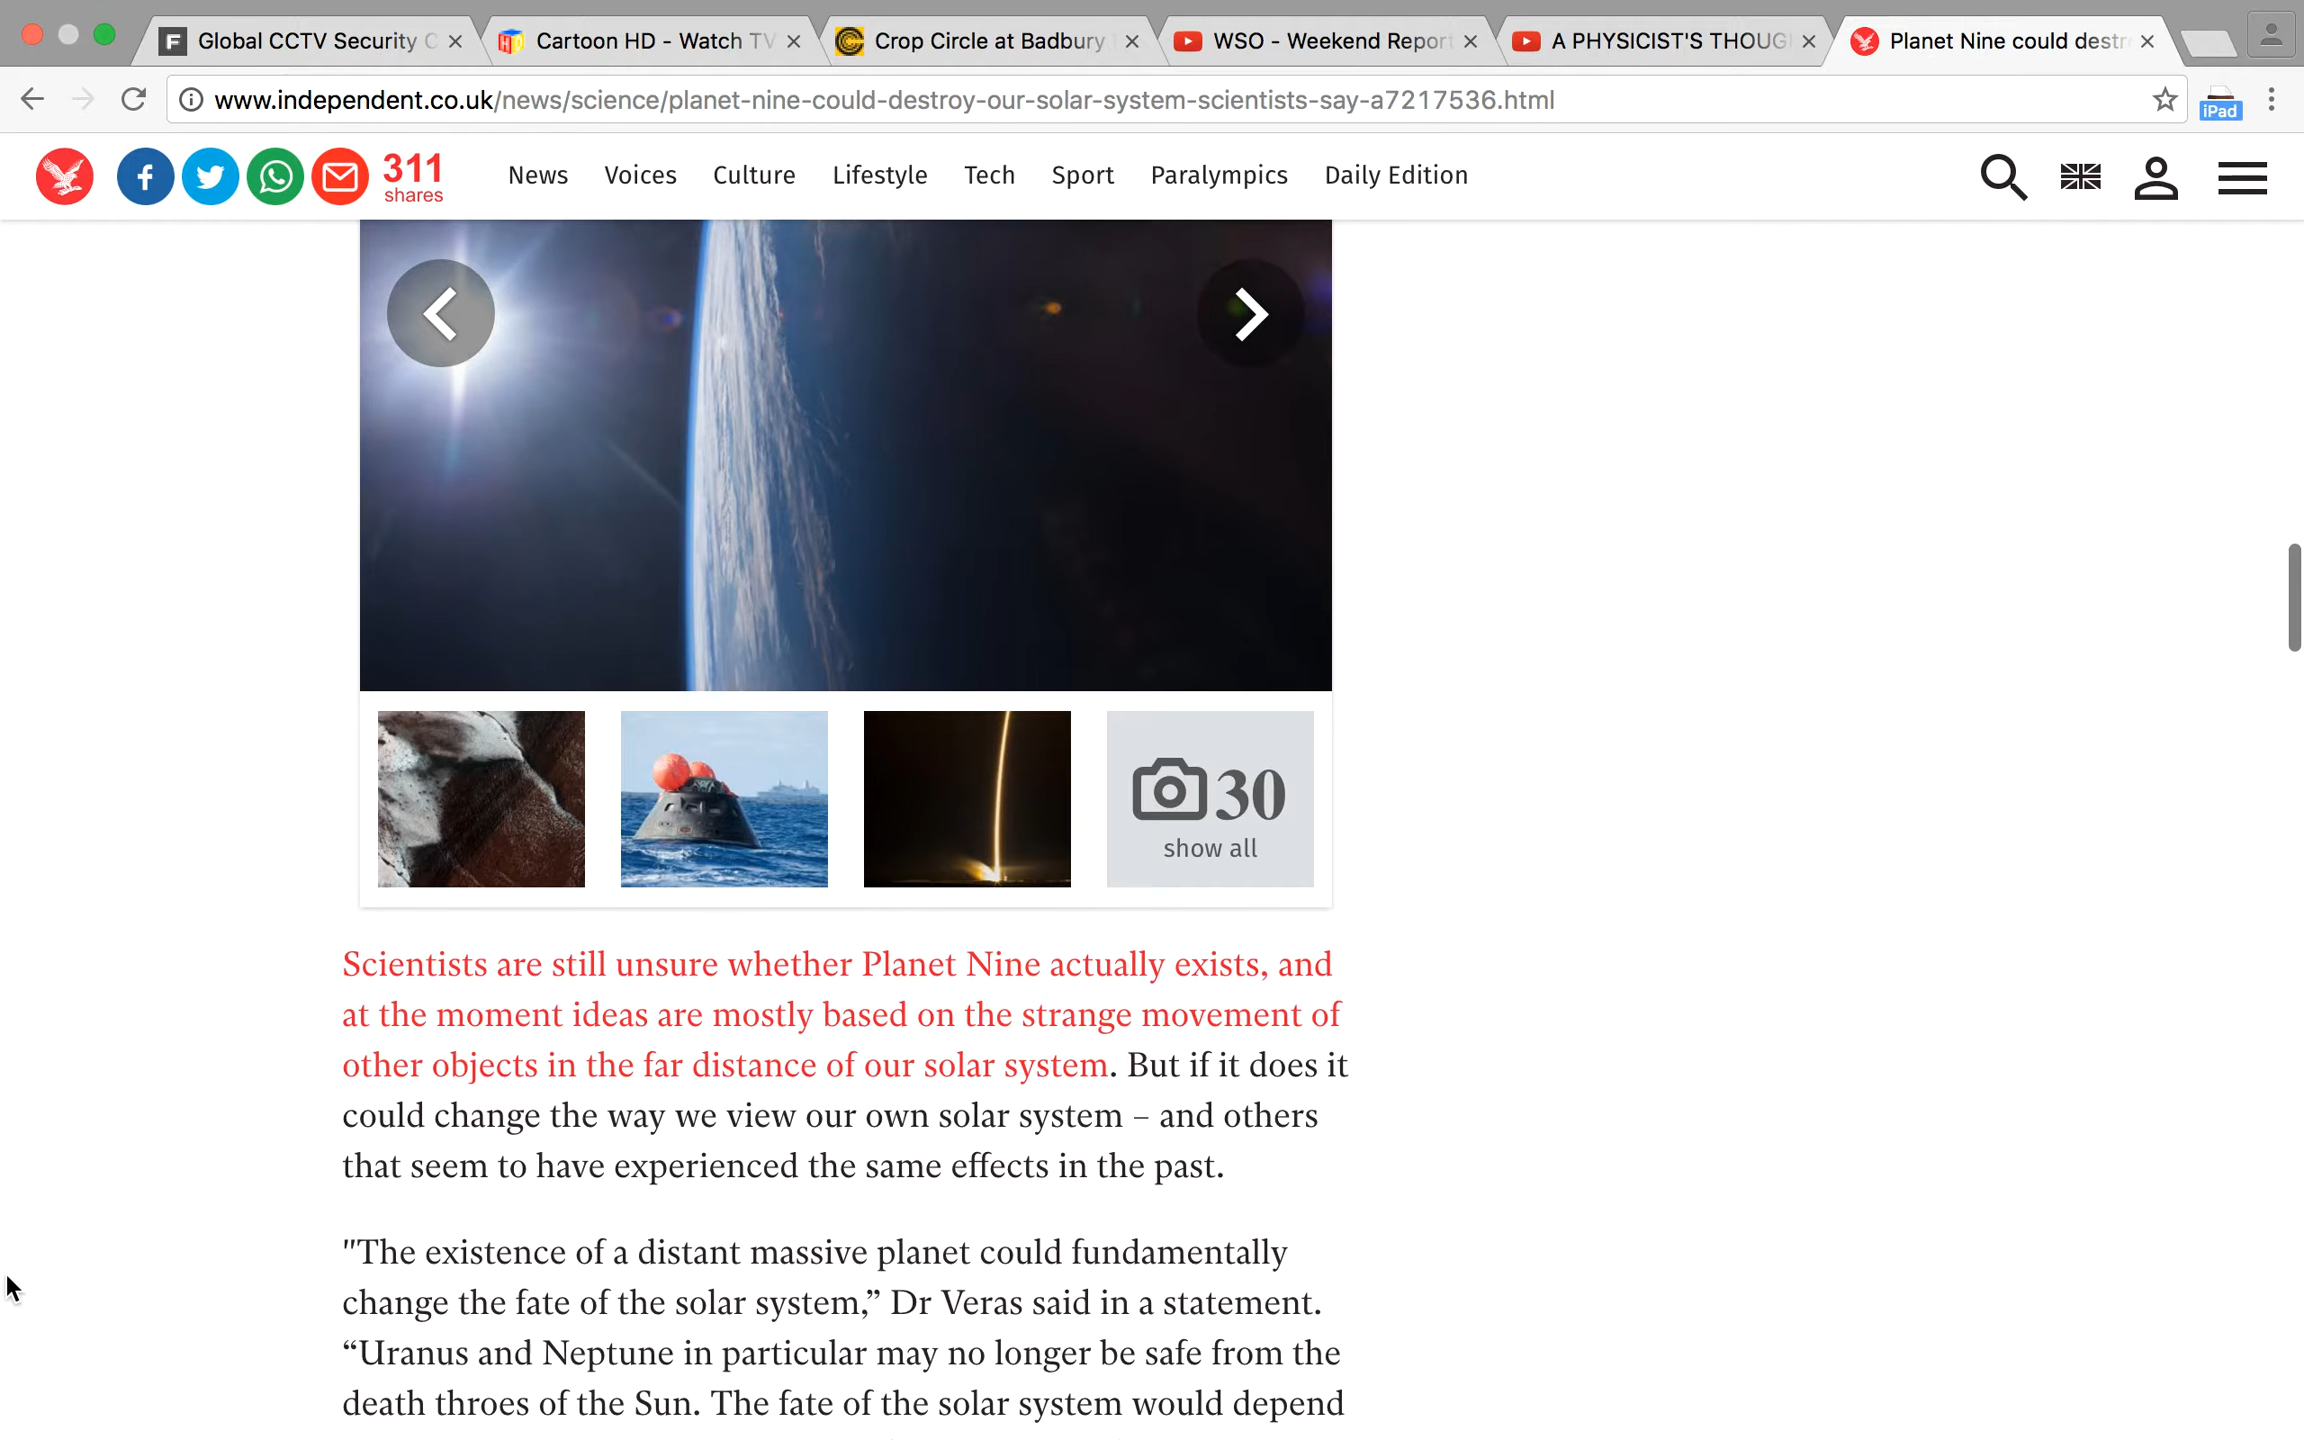 Global CCTV Security C
Cartoon HD - Watch TV
Crop Circle at Badbury
WSO - Weekend Report
A PHYSICIST'S THOUG
Planet Nine could destr
www.independent.co.uk/news/science/planet-nine-could-destroy-our-solar-system-scientists-say-a7217536.html
iPad
311
shares
News
Voices
Culture
Lifestyle
Tech
Sport
Paralympics
Daily Edition
30
show all
Scientists are still unsure whether Planet Nine actually exists, and
at the moment ideas are mostly based on the strange movement of
other objects in the far distance of our solar system. But if it does it
could change the way we view our own solar system – and others
that seem to have experienced the same effects in the past.
"The existence of a distant massive planet could fundamentally
change the fate of the solar system,” Dr Veras said in a statement.
“Uranus and Neptune in particular may no longer be safe from the
death throes of the Sun. The fate of the solar system would depend